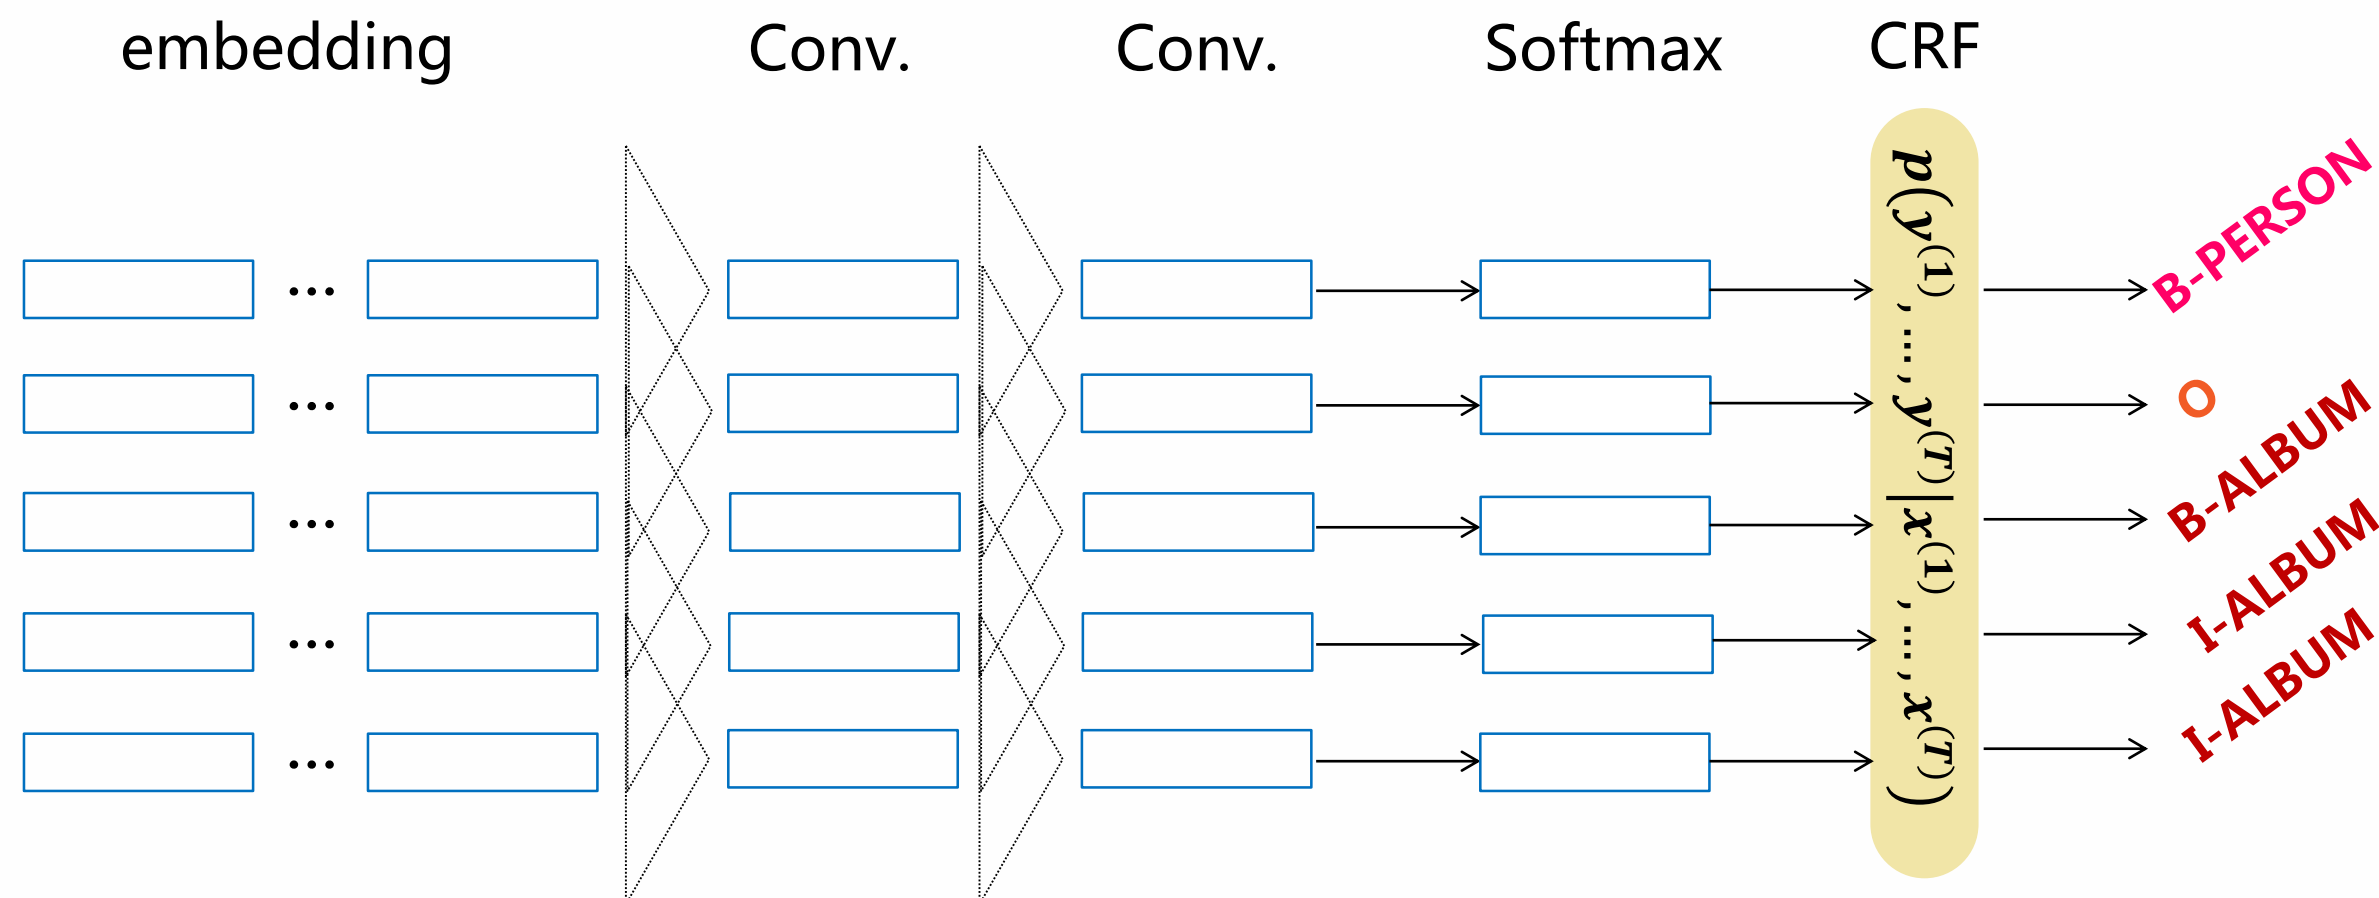 embedding Conv. Conv. Softmax CRF
...
...
...
...
...
p(y^(1), ..., y^(T)|x^(1), ..., x^(T))
B-PERSON
O
B-ALBUM
I-ALBUM
I-ALBUM